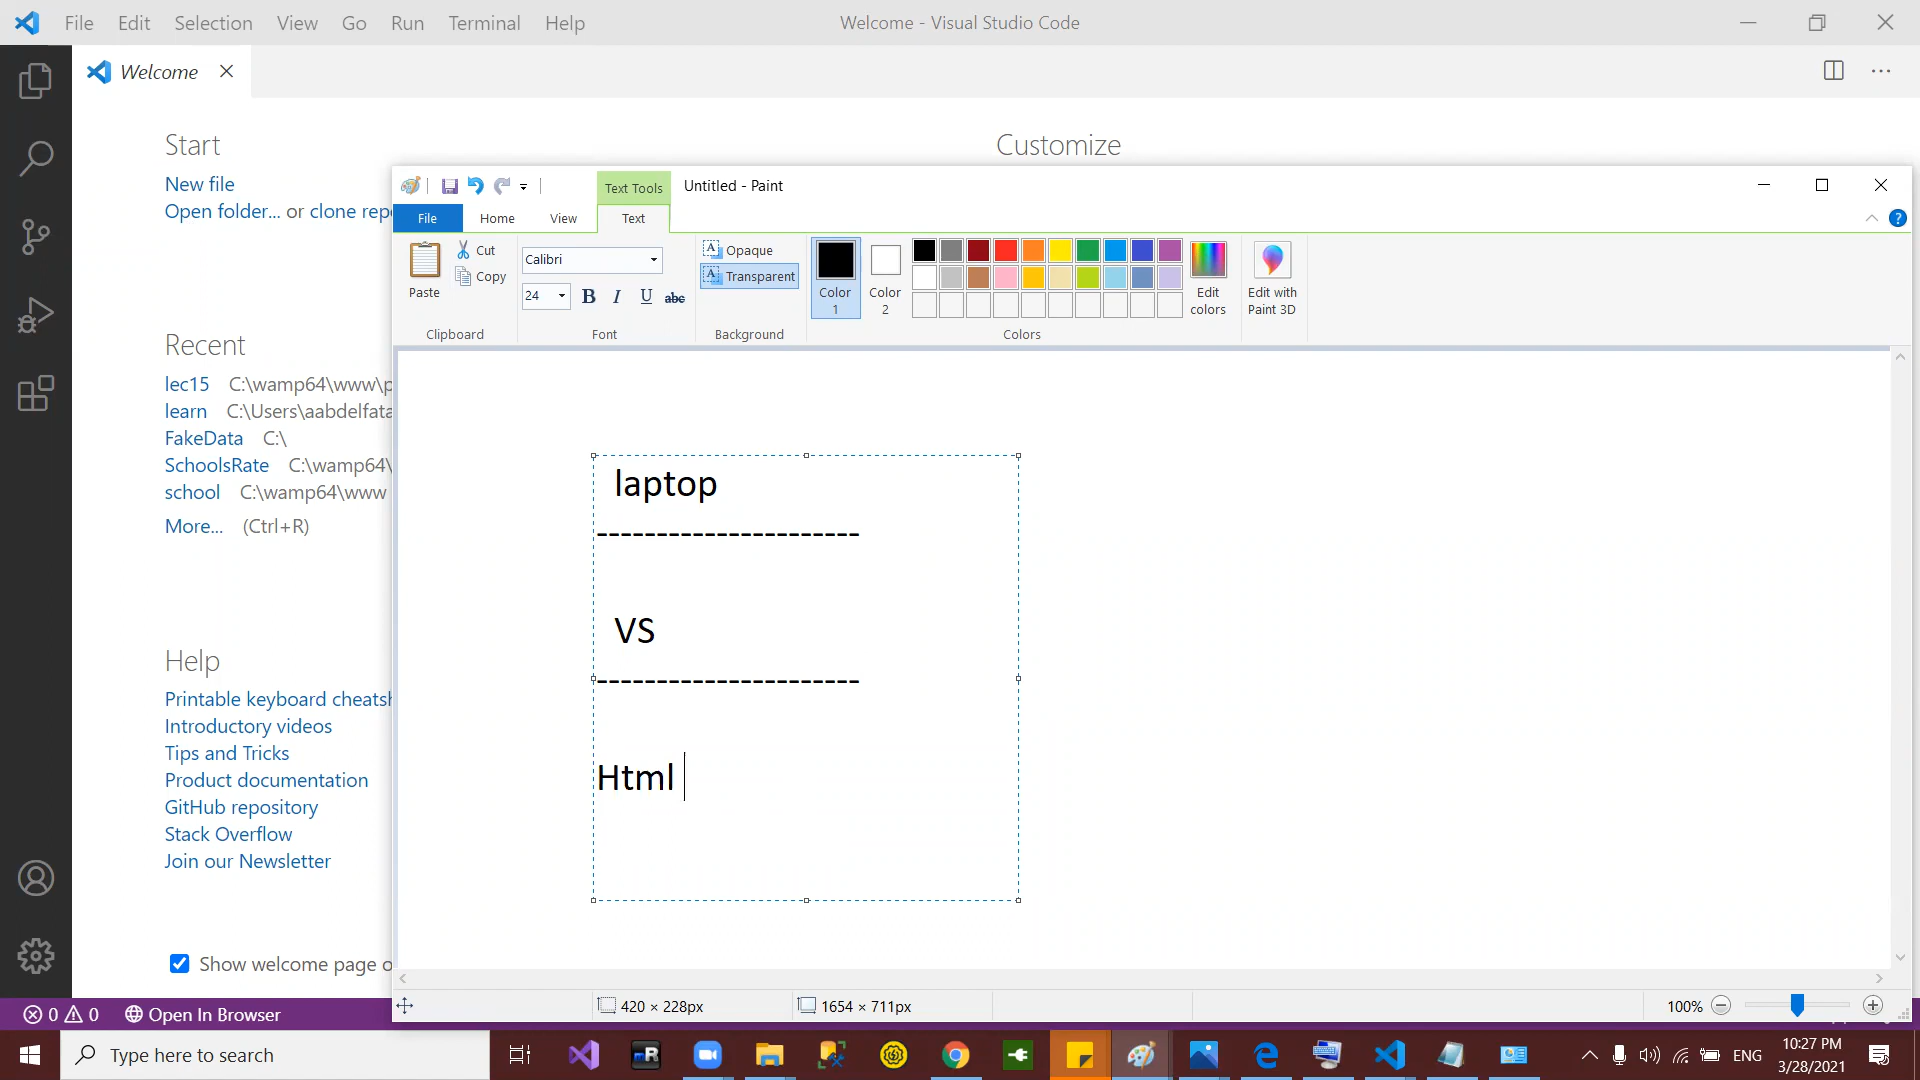 File Edit Selection View Go Run Terminal Help
Welcome - Visual Studio Code
Welcome
Start
Customize
New file
Open folder... or clone repo
Recent
lec15 C:\wamp64\www\p
learn C:\Users\aabdelfata
FakeData C:\
SchoolsRate C:\wamp64\
school C:\wamp64\www
More... (Ctrl+R)
Help
Printable keyboard cheatsh
Introductory videos
Tips and Tricks
Product documentation
GitHub repository
Stack Overflow
Join our Newsletter
Show welcome page o
Text Tools
Untitled - Paint
File Home View Text
Paste
Cut
Copy
Clipboard
Calibri
24
B I U abc
Font
Opaque
Transparent
Background
Color 1
Color 2
Edit colors
Colors
Edit with Paint 3D
laptop
----------------------
VS
----------------------
Html
420 × 228px
1654 × 711px
100%
0 0 Open In Browser
Type here to search
ENG
10:27 PM
3/28/2021